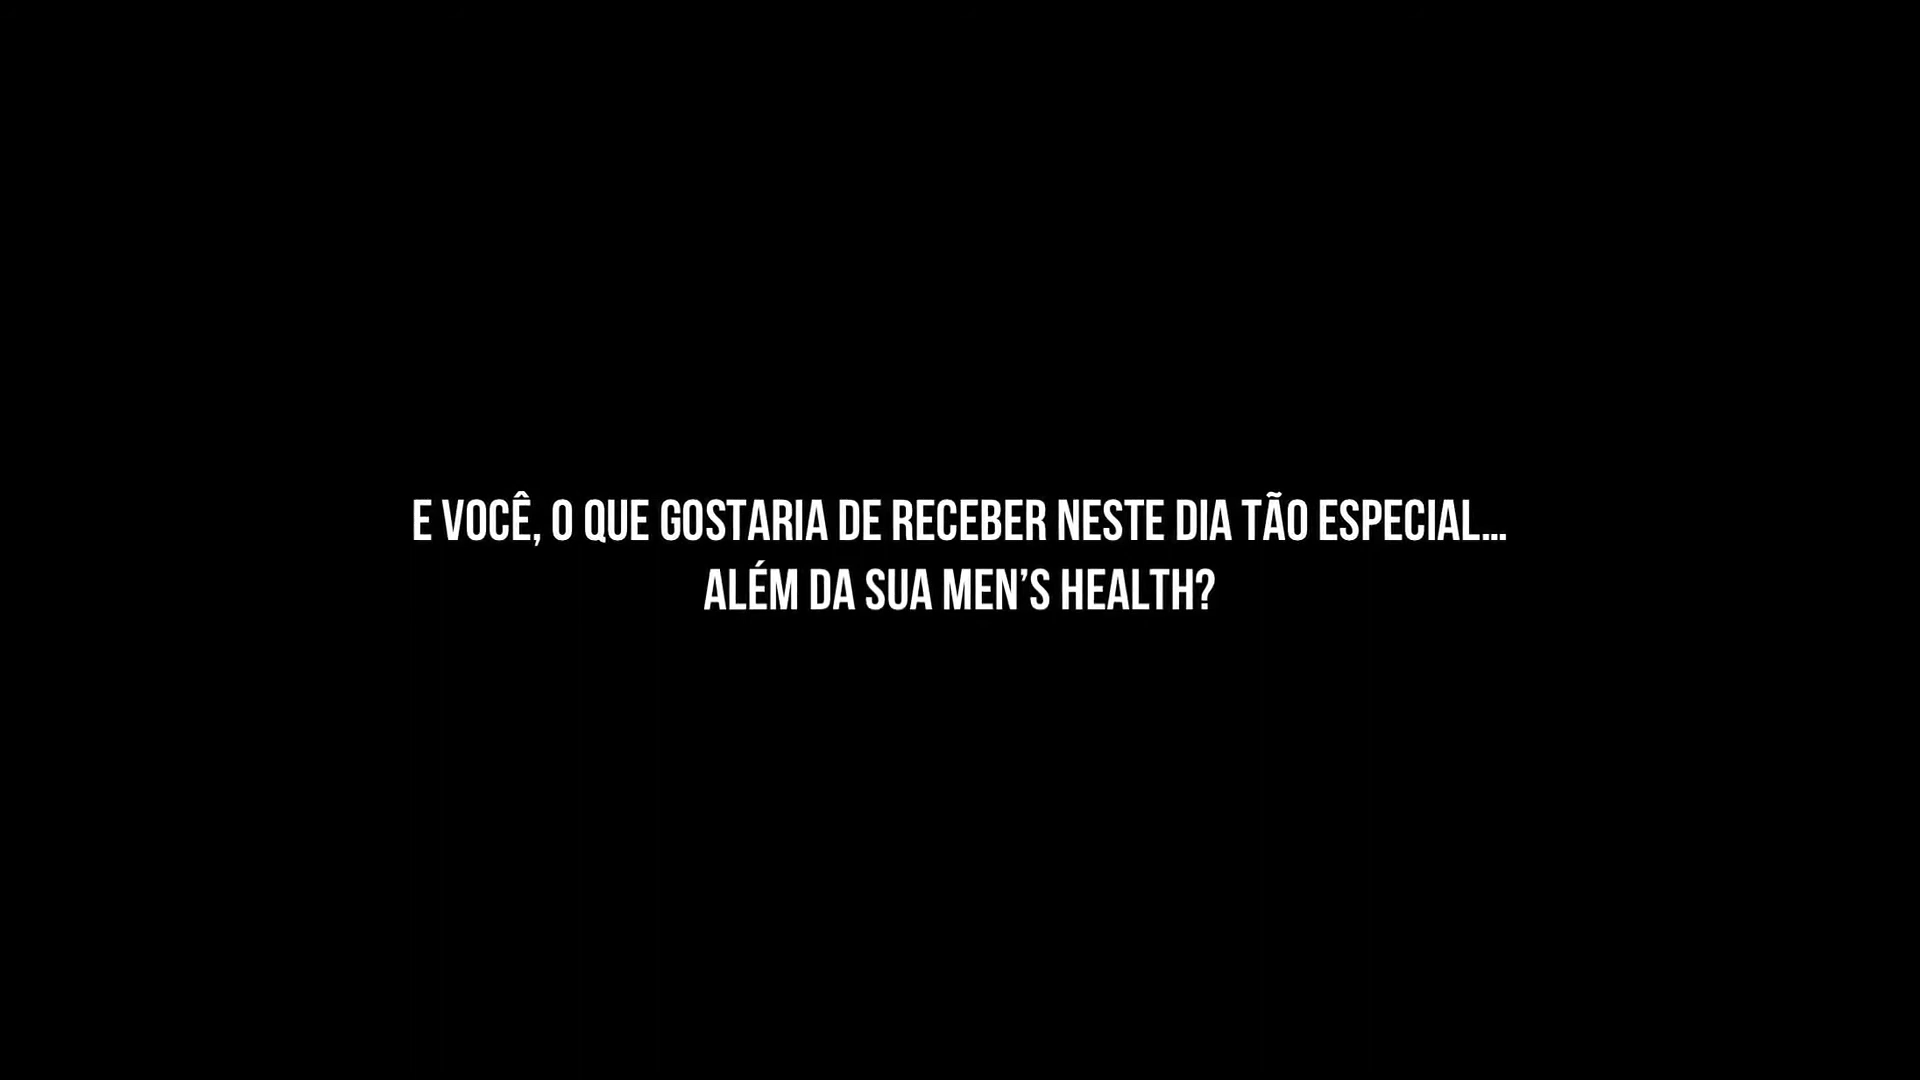 E VOCÊ, O QUE GOSTARIA DE RECEBER NESTE DIA TÃO ESPECIAL...
ALÉM DA SUA MEN’S HEALTH?